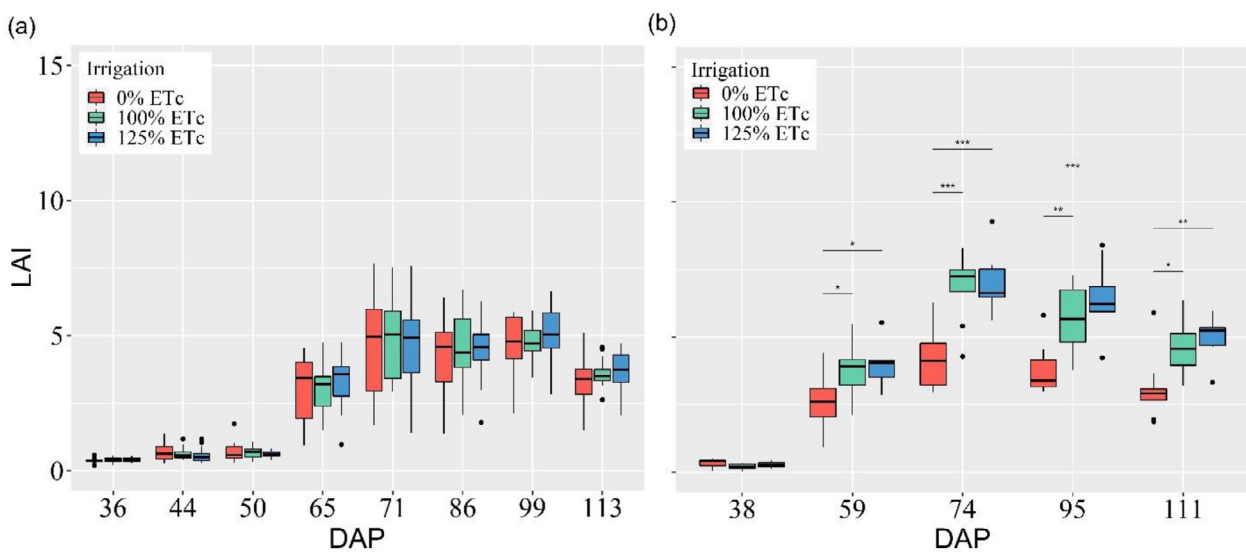 (a)
(b)
15
10
5
0
LAI
Irrigation
0% ETc
100% ETc
125% ETc
36 44 50 65 71 86 99 113
DAP
Irrigation
0% ETc
100% ETc
125% ETc
*
*
***
***
***
**
**
*
38 59 74 95 111
DAP